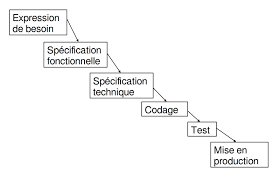 Expression
de besoin
Spécification
fonctionnelle
Spécification
technique
Codage
Test
Mise en
production